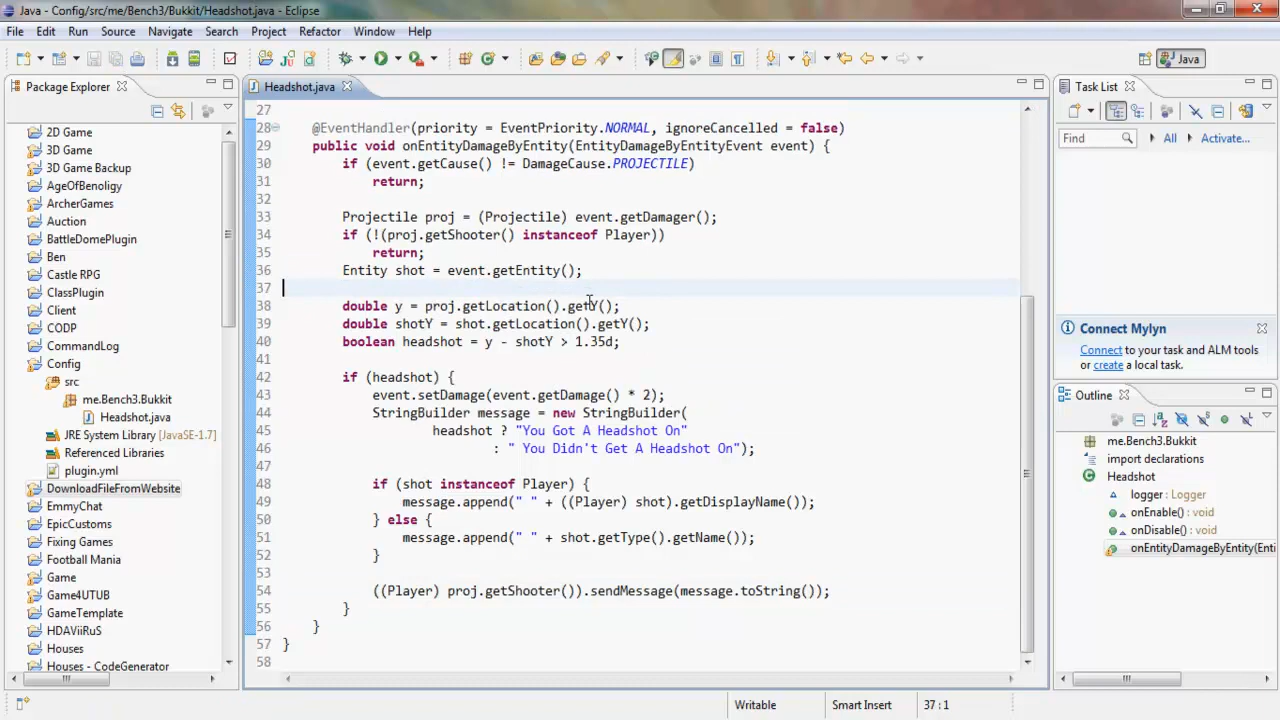 Java - Config/src/me/Bench3/Bukkit/Headshot.java - Eclipse
File Edit Run Source Navigate Search Project Refactor Window Help
Java
Package Explorer
2D Game
3D Game
3D Game Backup
AgeOfBenoligy
ArcherGames
Auction
BattleDomePlugin
Ben
Castle RPG
ClassPlugin
Client
CODP
CommandLog
Config
src
me.Bench3.Bukkit
Headshot.java
JRE System Library [JavaSE-1.7]
Referenced Libraries
plugin.yml
DownloadFileFromWebsite
EmmyChat
EpicCustoms
Fixing Games
Football Mania
Game
Game4UTUB
GameTemplate
HDAViiRuS
Houses
Houses - CodeGenerator
Headshot.java
27
28 @EventHandler(priority = EventPriority.NORMAL, ignoreCancelled = false)
29 public void onEntityDamageByEntity(EntityDamageByEntityEvent event) {
30 if (event.getCause() != DamageCause.PROJECTILE)
31 return;
32
33 Projectile proj = (Projectile) event.getDamager();
34 if (!(proj.getShooter() instanceof Player))
35 return;
36 Entity shot = event.getEntity();
37
38 double y = proj.getLocation().getY();
39 double shotY = shot.getLocation().getY();
40 boolean headshot = y - shotY > 1.35d;
41
42 if (headshot) {
43 event.setDamage(event.getDamage() * 2);
44 StringBuilder message = new StringBuilder(
45 headshot ? "You Got A Headshot On"
46 : " You Didn't Get A Headshot On");
47
48 if (shot instanceof Player) {
49 message.append(" " + ((Player) shot).getDisplayName());
50 } else {
51 message.append(" " + shot.getType().getName());
52 }
53
54 ((Player) proj.getShooter()).sendMessage(message.toString());
55 }
56 }
57 }
58
Task List
Find All Activate...
Connect Mylyn
Connect to your task and ALM tools
or create a local task.
Outline
me.Bench3.Bukkit
import declarations
Headshot
logger : Logger
onEnable() : void
onDisable() : void
onEntityDamageByEntity(Enti
Writable Smart Insert 37 : 1